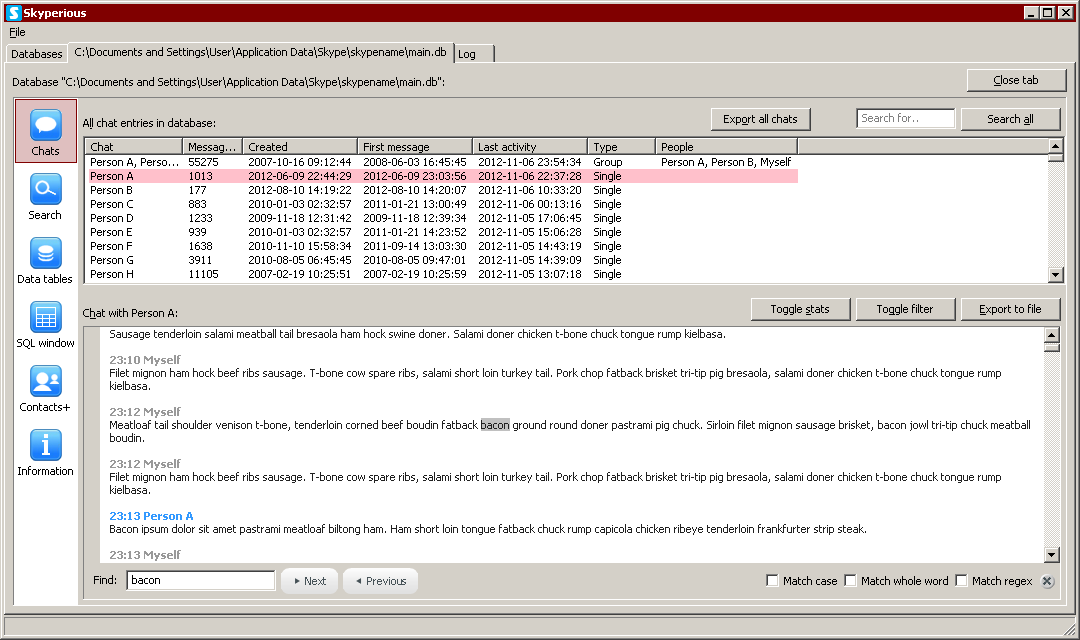 Skyperious
File
Databases C:\Documents and Settings\User\Application Data\Skype\skypename\main.db Log
Database "C:\Documents and Settings\User\Application Data\Skype\skypename\main.db": Close tab
Chats
Search
Data tables
SQL window
Contacts+
Information
All chat entries in database: Export all chats Search for.. Search all
Chat Messag... Created First message Last activity Type People
Person A, Perso... 55275 2007-10-16 09:12:44 2008-06-03 16:45:45 2012-11-06 23:54:34 Group Person A, Person B, Myself
Person A 1013 2012-06-09 22:44:29 2012-06-09 23:03:56 2012-11-06 22:37:28 Single
Person B 177 2012-08-10 14:19:22 2012-08-10 14:20:07 2012-11-06 10:33:20 Single
Person C 883 2010-01-03 02:32:57 2011-01-21 13:00:49 2012-11-06 00:13:16 Single
Person D 1233 2009-11-18 12:31:42 2009-11-18 12:39:34 2012-11-05 17:06:45 Single
Person E 939 2010-01-03 02:32:57 2011-01-21 14:23:52 2012-11-05 15:06:28 Single
Person F 1638 2010-11-10 15:58:34 2011-09-14 13:03:30 2012-11-05 14:43:19 Single
Person G 3911 2010-08-05 06:45:45 2010-08-05 09:47:01 2012-11-05 14:39:09 Single
Person H 11105 2007-02-19 10:25:51 2007-02-19 10:25:59 2012-11-05 13:07:18 Single
Chat with Person A: Toggle stats Toggle filter Export to file
Sausage tenderloin salami meatball tail bresaola ham hock swine doner. Salami doner chicken t-bone chuck tongue rump kielbasa.
23:10 Myself
Filet mignon ham hock beef ribs sausage. T-bone cow spare ribs, salami short loin turkey tail. Pork chop fatback brisket tri-tip pig bresaola, salami doner chicken t-bone chuck tongue rump
kielbasa.
23:12 Myself
Meatloaf tail shoulder venison t-bone, tenderloin corned beef boudin fatback bacon ground round doner pastrami pig chuck. Sirloin filet mignon sausage brisket, bacon jowl tri-tip chuck meatball
boudin.
23:12 Myself
Filet mignon ham hock beef ribs sausage. T-bone cow spare ribs, salami short loin turkey tail. Pork chop fatback brisket tri-tip pig bresaola, salami doner chicken t-bone chuck tongue rump
kielbasa.
23:13 Person A
Bacon ipsum dolor sit amet pastrami meatloaf biltong ham. Ham short loin tongue fatback chuck rump capicola chicken ribeye tenderloin frankfurter strip steak.
23:13 Myself
Find: bacon Next Previous Match case Match whole word Match regex